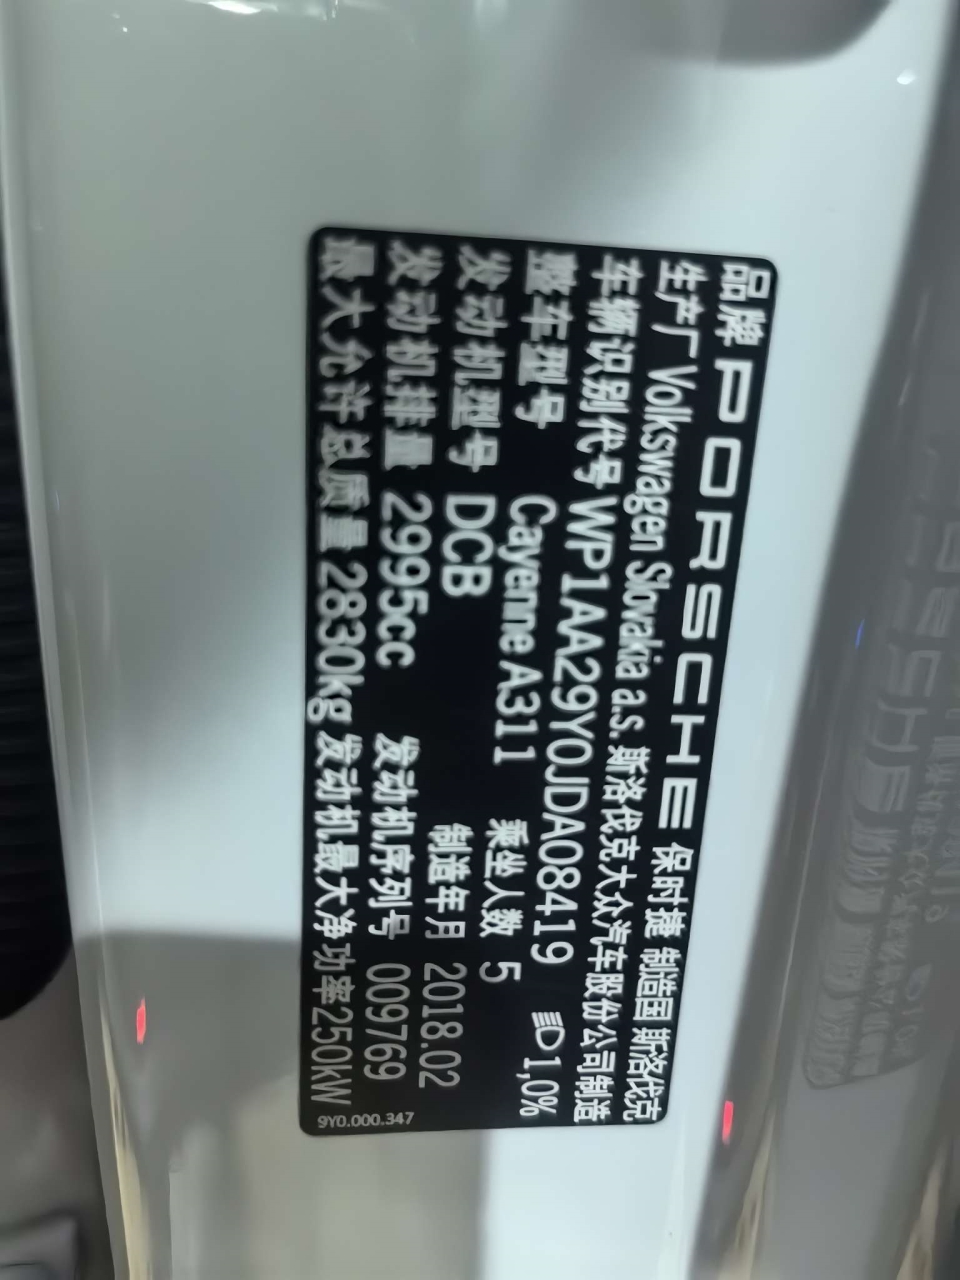 品牌 PORSCHE 保时捷 制造国 斯洛伐克
生产厂 Volkswagen Slovakia a.s. 斯洛伐克大众汽车股份公司制造
车辆识别代号 WP1AA29Y0JDA08419 1,0%
整车型号 Cayenne A311 乘坐人数 5
发动机型号 DCB 制造年月 2018.02
发动机排量 2995cc 发动机序列号 009769
最大允许总质量 2830kg 发动机最大净功率250kW
9Y0.000.347